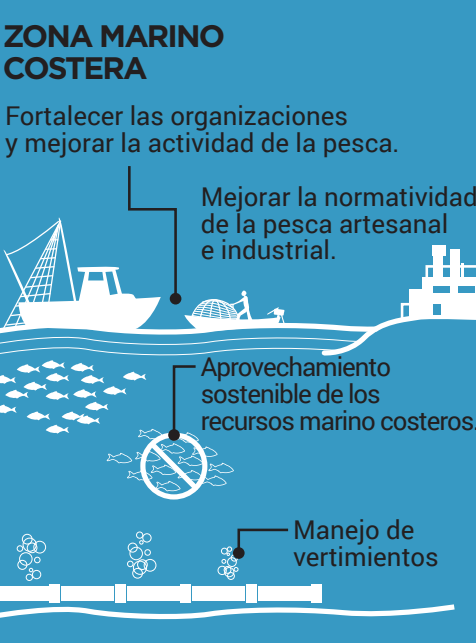 ZONA MARINO
COSTERA
Fortalecer las organizaciones
y mejorar la actividad de la pesca.
Mejorar la normatividad
de la pesca artesanal
e industrial.
Aprovechamiento
sostenible de los
recursos marino costeros.
Manejo de
vertimientos